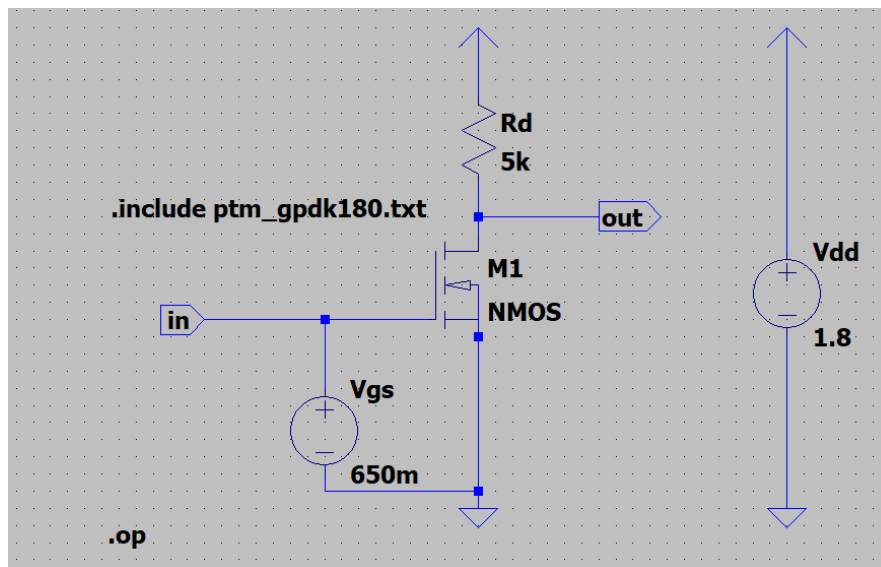 Rd
5k
.include ptm_gpdk180.txt
out
M1
NMOS
Vdd
1.8
in
Vgs
650m
.op